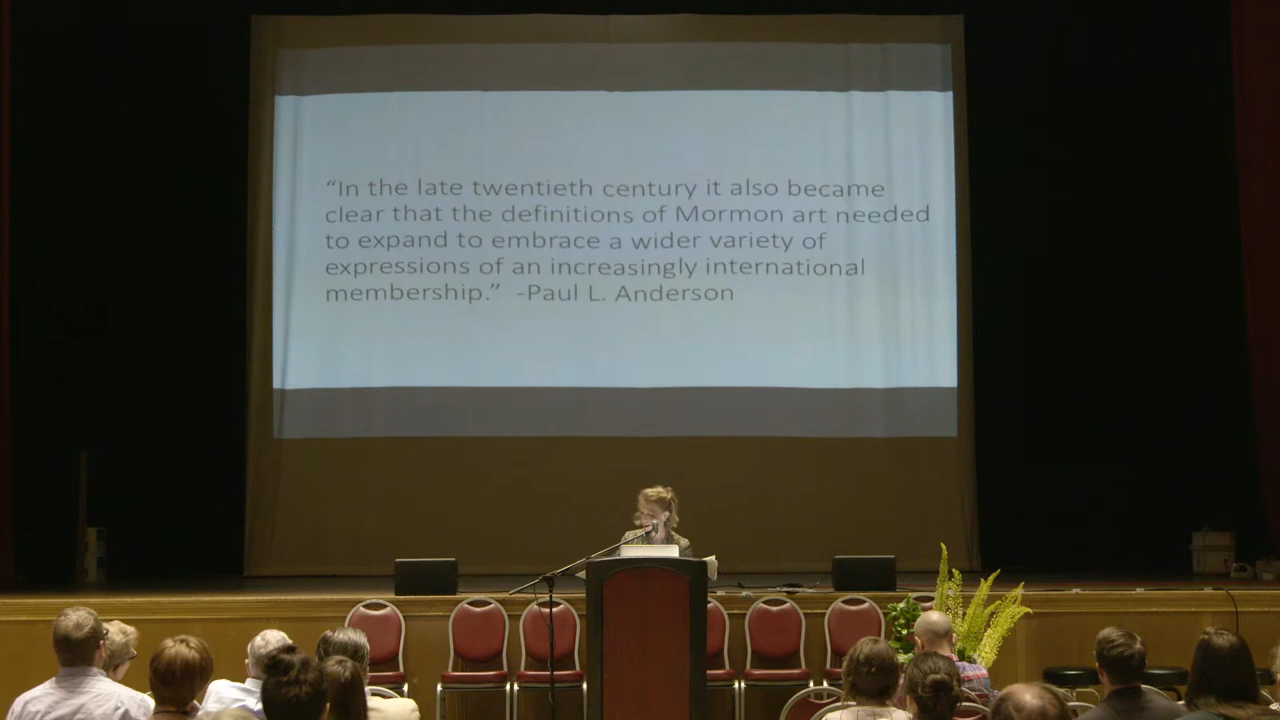 “In the late twentieth century it also became
clear that the definitions of Mormon art needed
to expand to embrace a wider variety of
expressions of an increasingly international
membership.”  -Paul L. Anderson